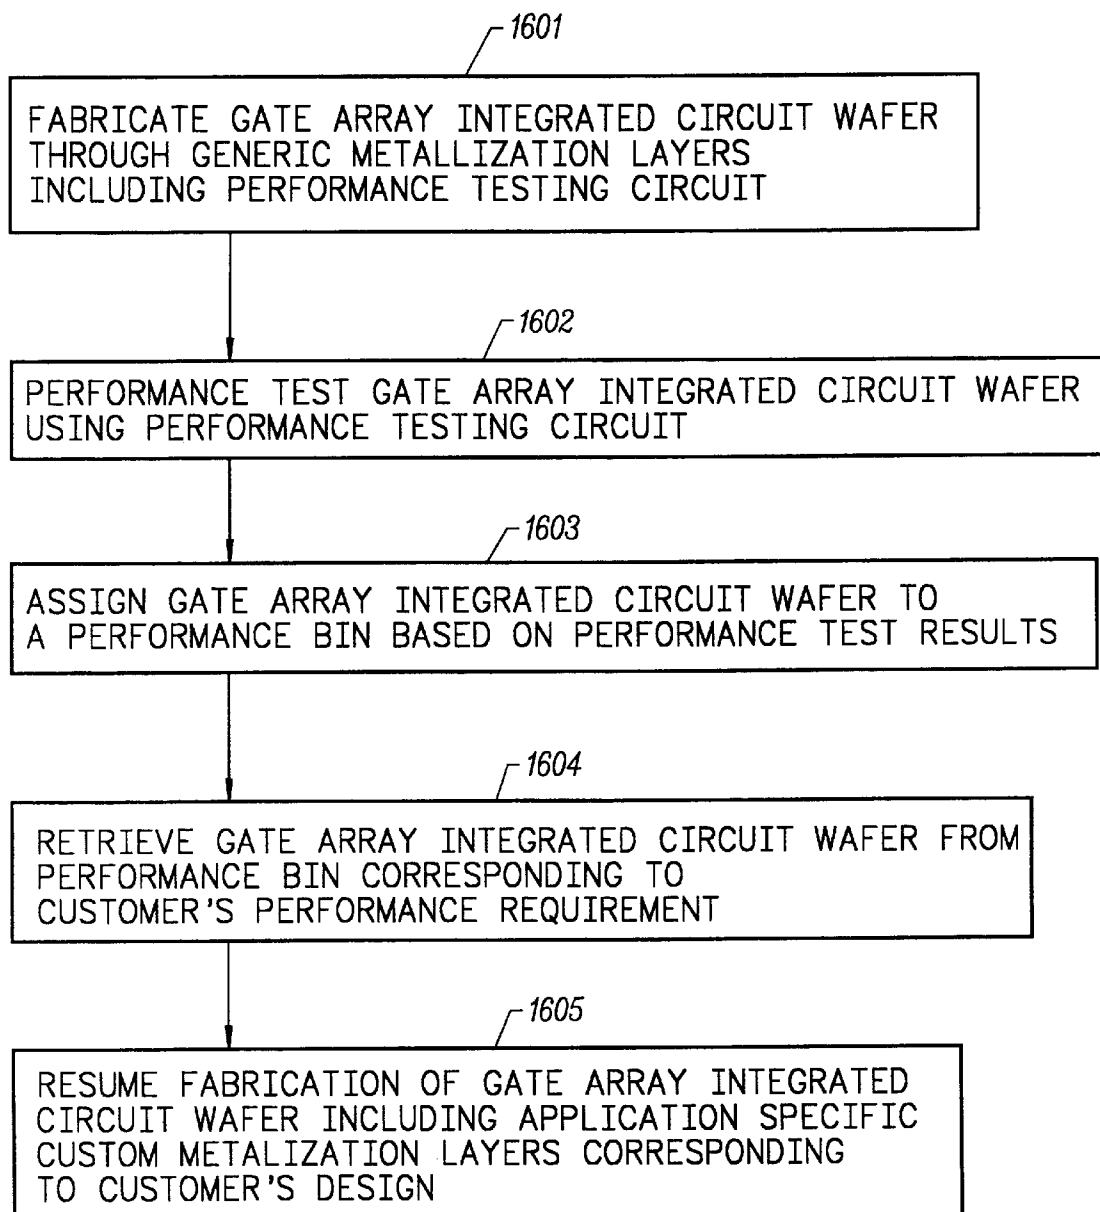 1601
FABRICATE GATE ARRAY INTEGRATED CIRCUIT WAFER
THROUGH GENERIC METALLIZATION LAYERS
INCLUDING PERFORMANCE TESTING CIRCUIT
1602
PERFORMANCE TEST GATE ARRAY INTEGRATED CIRCUIT WAFER
USING PERFORMANCE TESTING CIRCUIT
1603
ASSIGN GATE ARRAY INTEGRATED CIRCUIT WAFER TO
A PERFORMANCE BIN BASED ON PERFORMANCE TEST RESULTS
1604
RETRIEVE GATE ARRAY INTEGRATED CIRCUIT WAFER FROM
PERFORMANCE BIN CORRESPONDING TO
CUSTOMER'S PERFORMANCE REQUIREMENT
1605
RESUME FABRICATION OF GATE ARRAY INTEGRATED
CIRCUIT WAFER INCLUDING APPLICATION SPECIFIC
CUSTOM METALIZATION LAYERS CORRESPONDING
TO CUSTOMER'S DESIGN